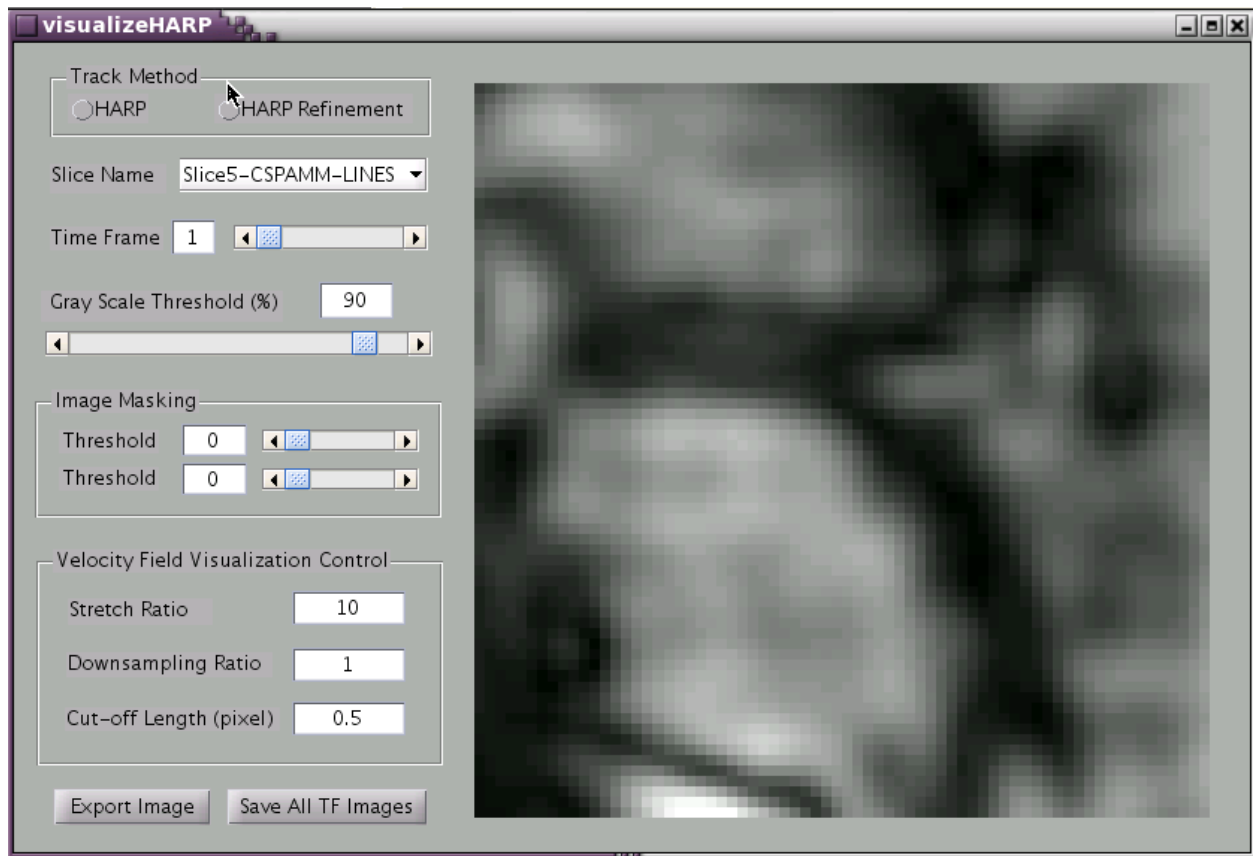 visualizeHARP
Track Method
HARP HARP Refinement
Slice Name Slice5-CSPAMM-LINES
Time Frame 1
Gray Scale Threshold (%) 90
Image Masking
Threshold 0
Threshold 0
Velocity Field Visualization Control
Stretch Ratio 10
Downsampling Ratio 1
Cut-off Length (pixel) 0.5
Export Image Save All TF Images